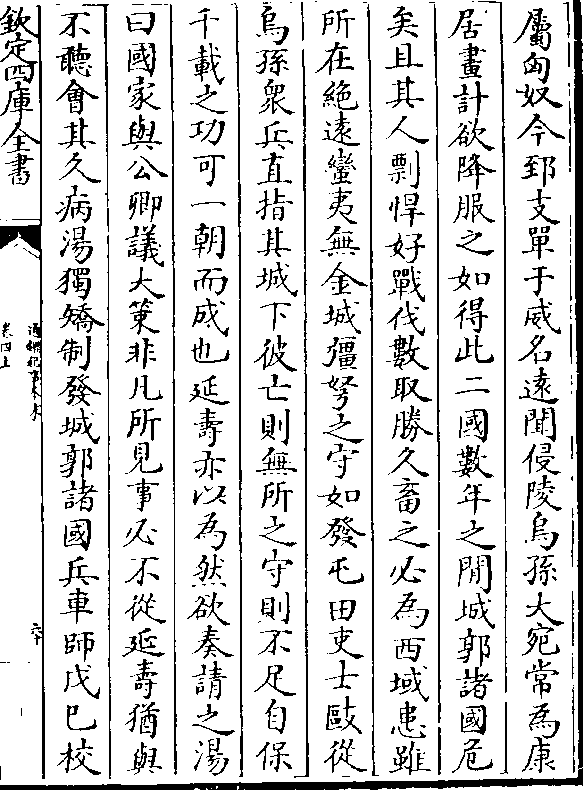 屬匈奴今郅支單于威名遠聞侵陵烏孫大宛常為康
居畫計欲降服之如得此二國數年之間城郭諸國危
矣且其人剽悍好戰伐數取勝久畜之必為西域患雖
所在絶遠蠻夷無金城彊弩之守如發屯田吏士敺從
烏孫衆兵直指其城下彼亡則無所之守則不足自保
千載之功可一朝而成也延壽亦以為然欲奏請之湯
曰國家與公卿議大策非凡所見事必不從延壽猶與
不聽會其久病湯獨矯制發城郭諸國兵車師戊巳校
欽定四庫全書
通鑑紀事本末
卷四上
六十